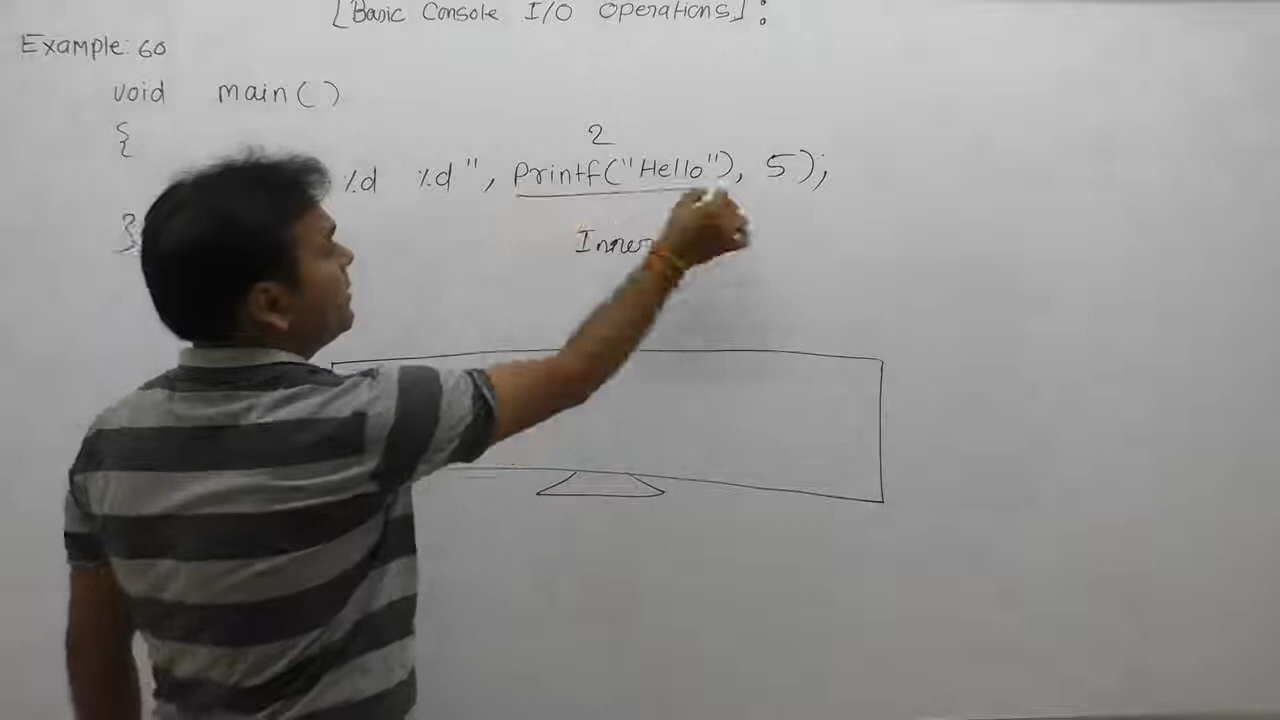 [Basic Console I/O Operations]:
Example: 60
void main()
{
2
%d %d", Printf("Hello"), 5);
}
Inner